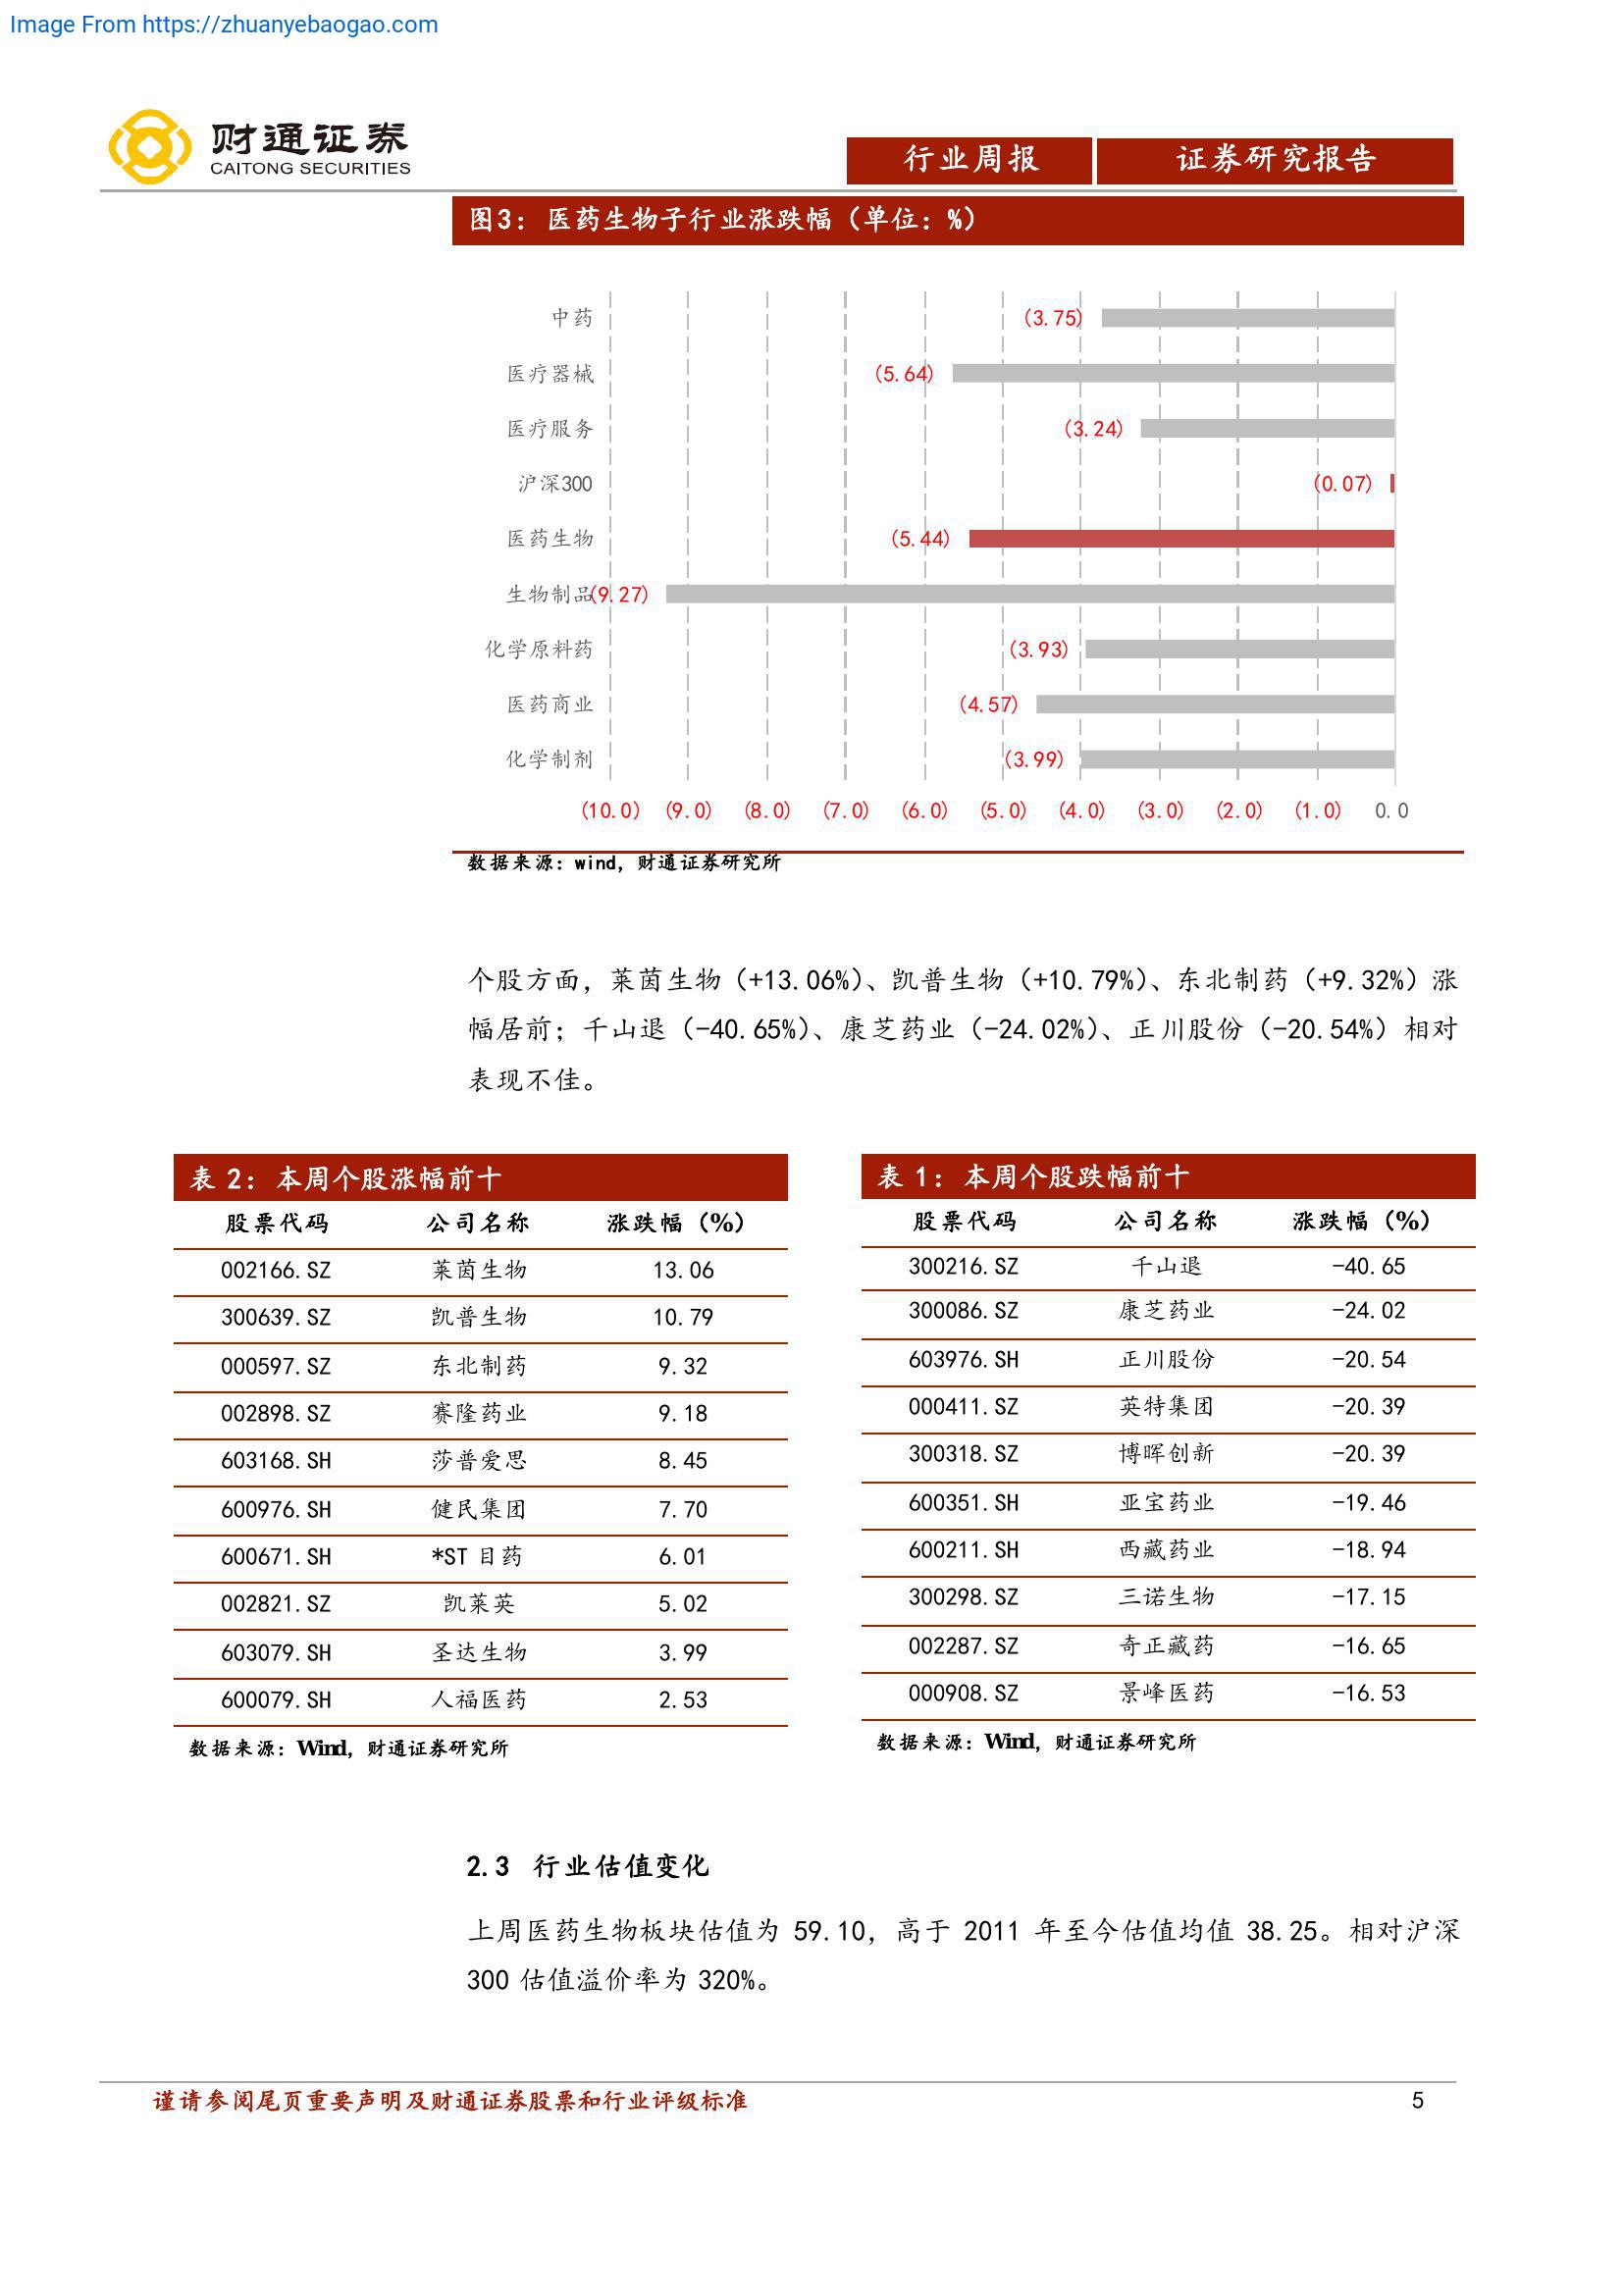 Image From https://zhuanyebaogao.com
财通证券
CAITONG SECURITIES
行业周报 证券研究报告
图3：医药生物子行业涨跌幅（单位：%）
中药 (3.75)
医疗器械 (5.64)
医疗服务 (3.24)
沪深300 (0.07)
医药生物 (5.44)
生物制品 (9.27)
化学原料药 (3.93)
医药商业 (4.57)
化学制剂 (3.99)
(10.0) (9.0) (8.0) (7.0) (6.0) (5.0) (4.0) (3.0) (2.0) (1.0) 0.0
数据来源：wind，财通证券研究所
个股方面，莱茵生物（+13.06%）、凯普生物（+10.79%）、东北制药（+9.32%）涨
幅居前；千山退（-40.65%）、康芝药业（-24.02%）、正川股份（-20.54%）相对
表现不佳。
表 2：本周个股涨幅前十
股票代码 公司名称 涨跌幅（%）
002166.SZ 莱茵生物 13.06
300639.SZ 凯普生物 10.79
000597.SZ 东北制药 9.32
002898.SZ 赛隆药业 9.18
603168.SH 莎普爱思 8.45
600976.SH 健民集团 7.70
600671.SH *ST 目药 6.01
002821.SZ 凯莱英 5.02
603079.SH 圣达生物 3.99
600079.SH 人福医药 2.53
数据来源：Wind，财通证券研究所
表 1：本周个股跌幅前十
股票代码 公司名称 涨跌幅（%）
300216.SZ 千山退 -40.65
300086.SZ 康芝药业 -24.02
603976.SH 正川股份 -20.54
000411.SZ 英特集团 -20.39
300318.SZ 博晖创新 -20.39
600351.SH 亚宝药业 -19.46
600211.SH 西藏药业 -18.94
300298.SZ 三诺生物 -17.15
002287.SZ 奇正藏药 -16.65
000908.SZ 景峰医药 -16.53
数据来源：Wind，财通证券研究所
2.3 行业估值变化
上周医药生物板块估值为 59.10，高于 2011 年至今估值均值 38.25。相对沪深
300 估值溢价率为 320%。
谨请参阅尾页重要声明及财通证券股票和行业评级标准 5